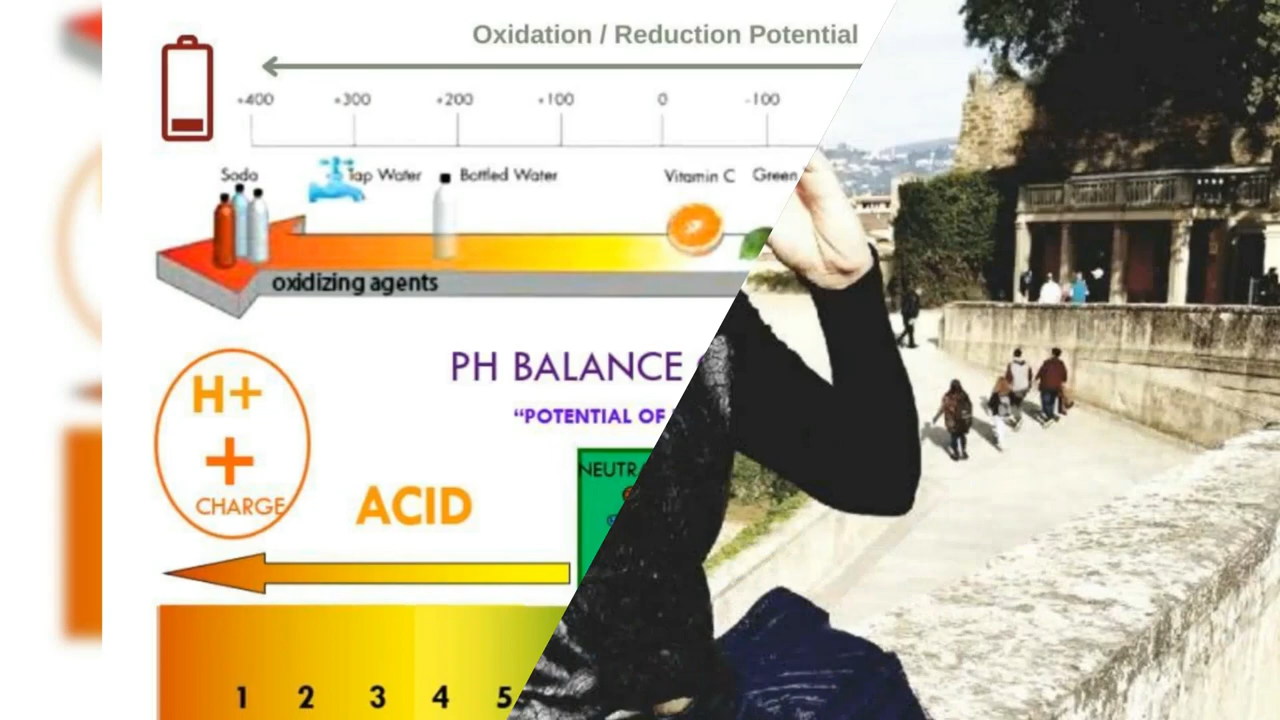 Oxidation / Reduction Potential
+400 +300 +200 +100 0 -100
Soda Tap Water Bottled Water Vitamin C Green
oxidizing agents
PH BALANCE
“POTENTIAL OF
H+
+
CHARGE
ACID
NEUTR
1 2 3 4 5